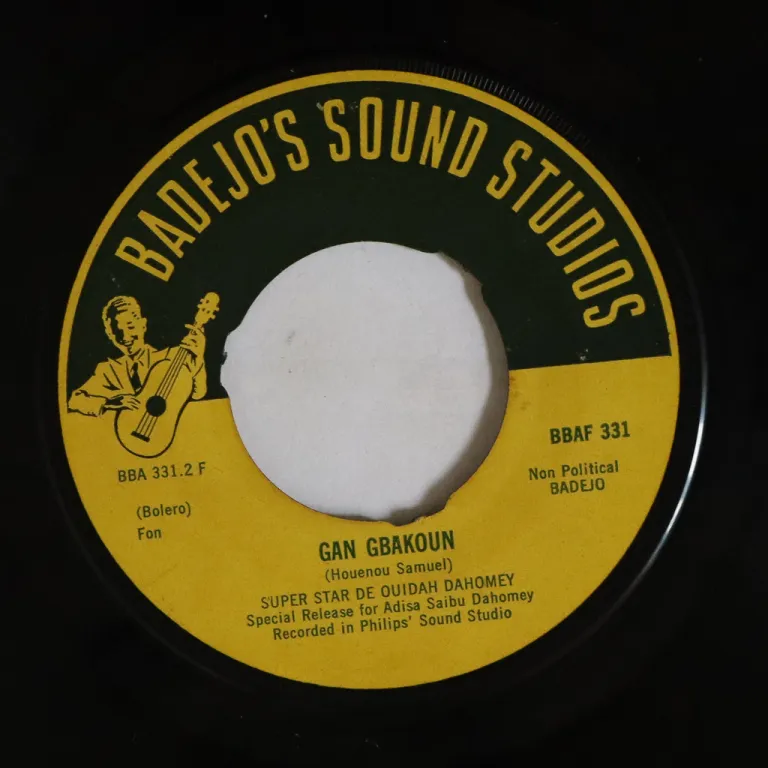 BADEJO'S SOUND STUDIOS
BBAF 331
Non Political
BADEJO
BBA 331.2 F
(Bolero)
Fon
GAN GBAKOUN
(Houenou Samuel)
SUPER STAR DE OUIDAH DAHOMEY
Special Release for Adisa Saibu Dahomey
Recorded in Philips' Sound Studio